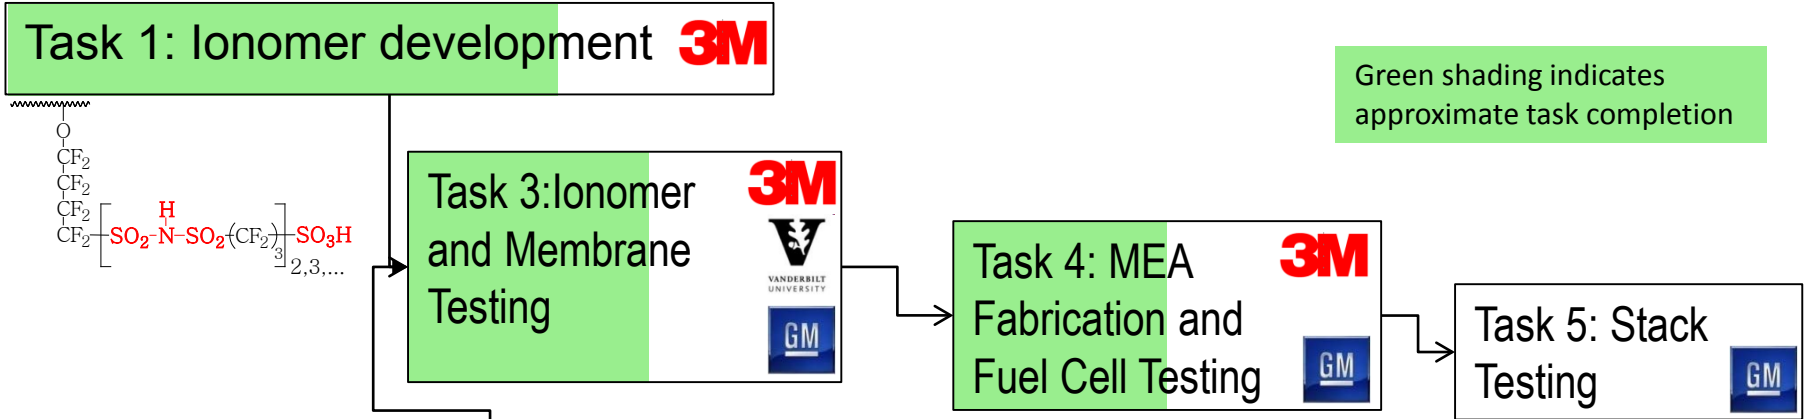 Task 1: Ionomer development 3M
Green shading indicates
approximate task completion
O
CF2
CF2
CF2
CF2
H
SO2-N-SO2(CF2)3 SO3H
2,3,...
Task 3:Ionomer
and Membrane
Testing
3M
V
VANDERBILT
UNIVERSITY
GM
Task 4: MEA
Fabrication and
Fuel Cell Testing
3M
GM
Task 5: Stack
Testing
GM